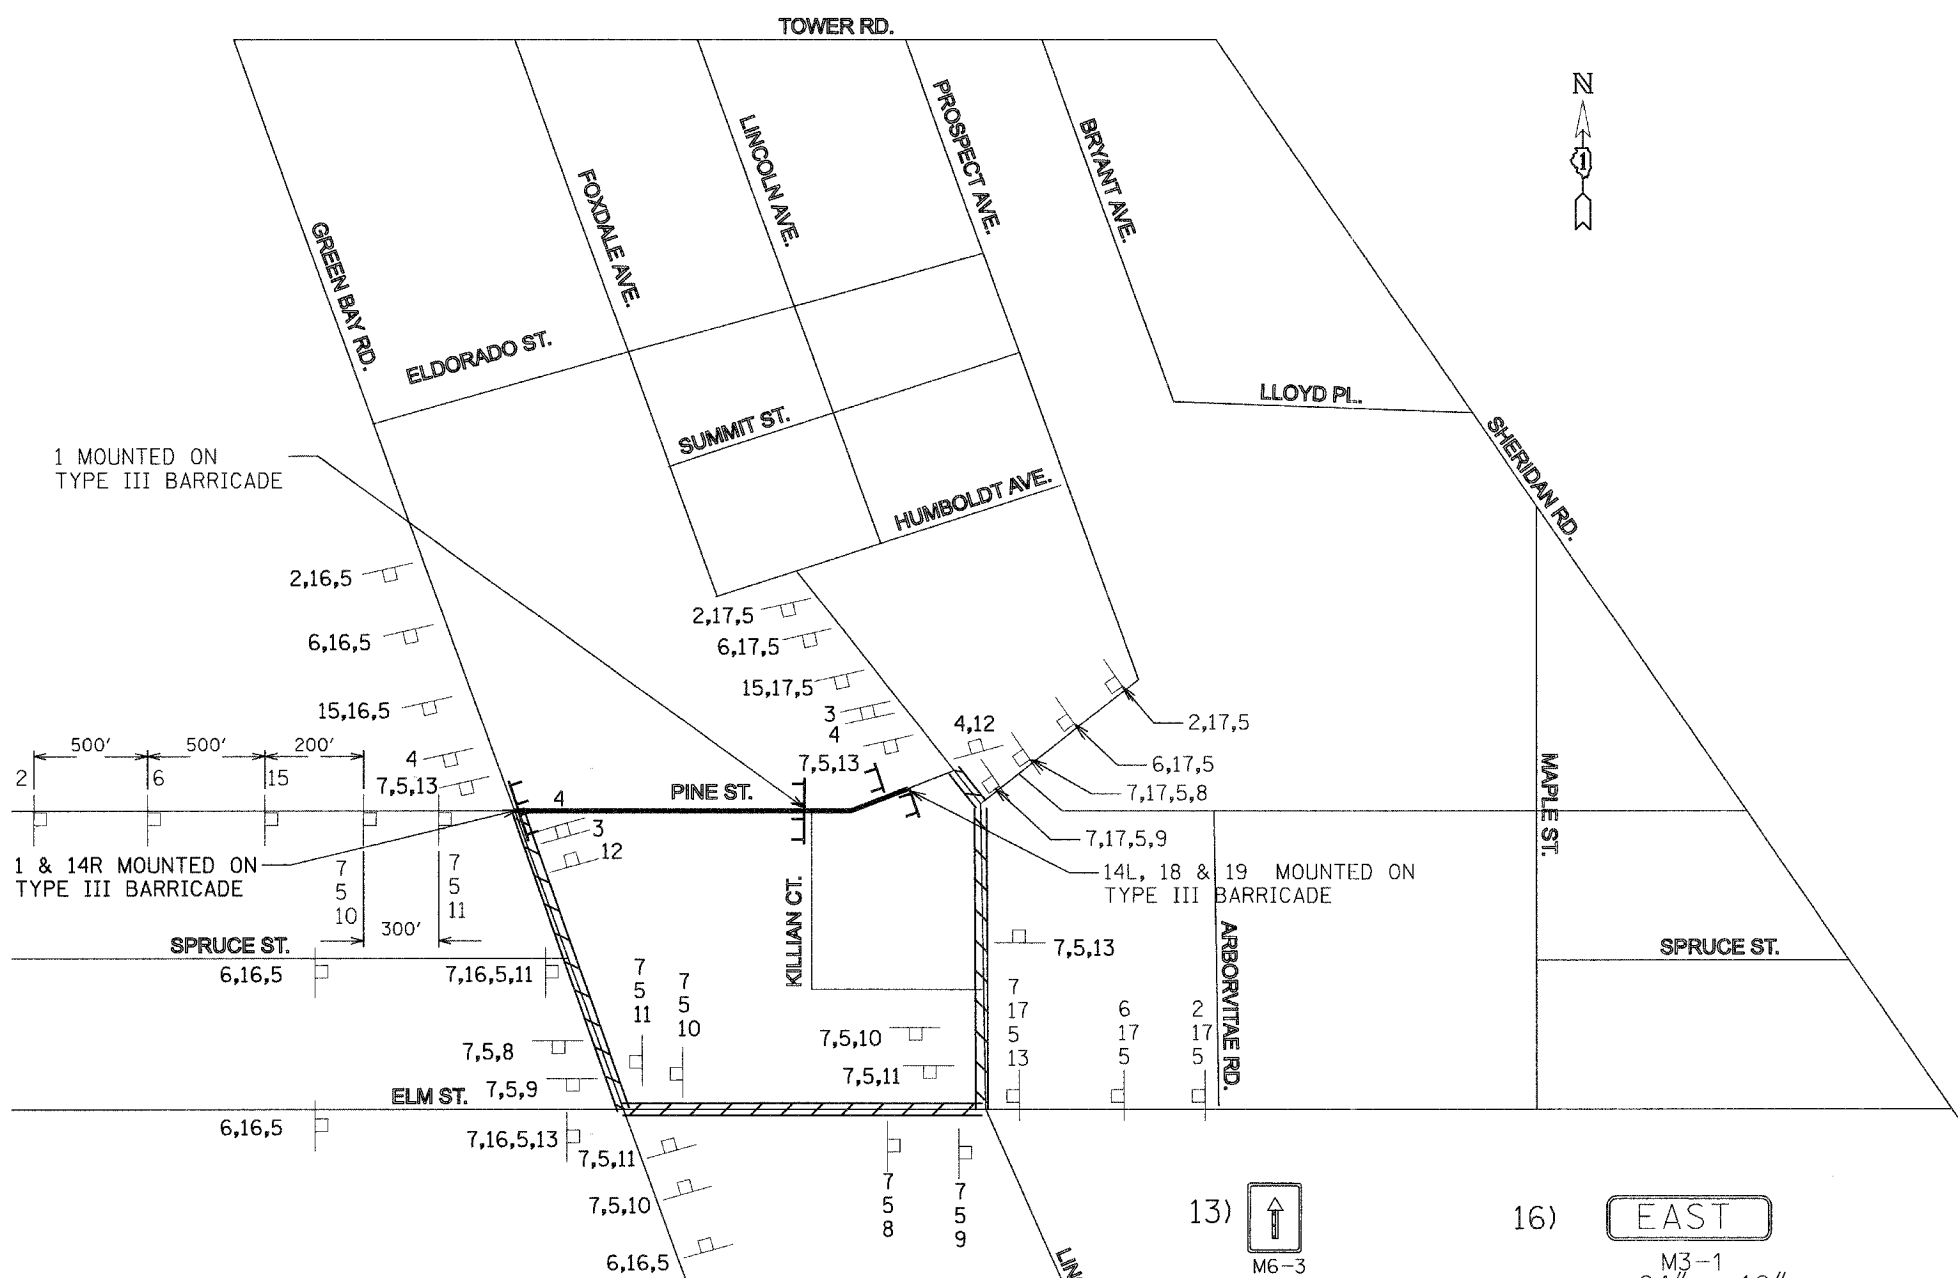 TOWER RD.
N
1
GREEN BAY RD.
FOXDALE AVE.
LINCOLN AVE.
PROSPECT AVE.
BRYANT AVE.
ELDORADO ST.
LLOYD PL.
SUMMIT ST.
SHERIDAN RD.
1 MOUNTED ON
TYPE III BARRICADE
HUMBOLDT AVE.
2,16,5
2,17,5
6,16,5
6,17,5
15,17,5
15,16,5
3
4
4,12
2,17,5
500'
500'
200'
4
7,5,13
6,17,5
2
6
15
7,5,13
4
PINE ST.
7,17,5,8
MAPLE ST.
3
12
7,17,5,9
1 & 14R MOUNTED ON
TYPE III BARRICADE
7
5
10
7
5
11
300'
14L, 18 & 19 MOUNTED ON
TYPE III BARRICADE
KILLIAN CT.
ARBORVITAE RD.
SPRUCE ST.
7,5,13
SPRUCE ST.
6,16,5
7,16,5,11
7
5
11
7
5
10
7
17
5
13
6
17
5
2
17
5
7,5,8
7,5,10
7,5,9
7,5,11
ELM ST.
6,16,5
7,16,5,13
7,5,11
7
5
8
7
5
9
7,5,10
6,16,5
13)
M6-3
16)
EAST
M3-1